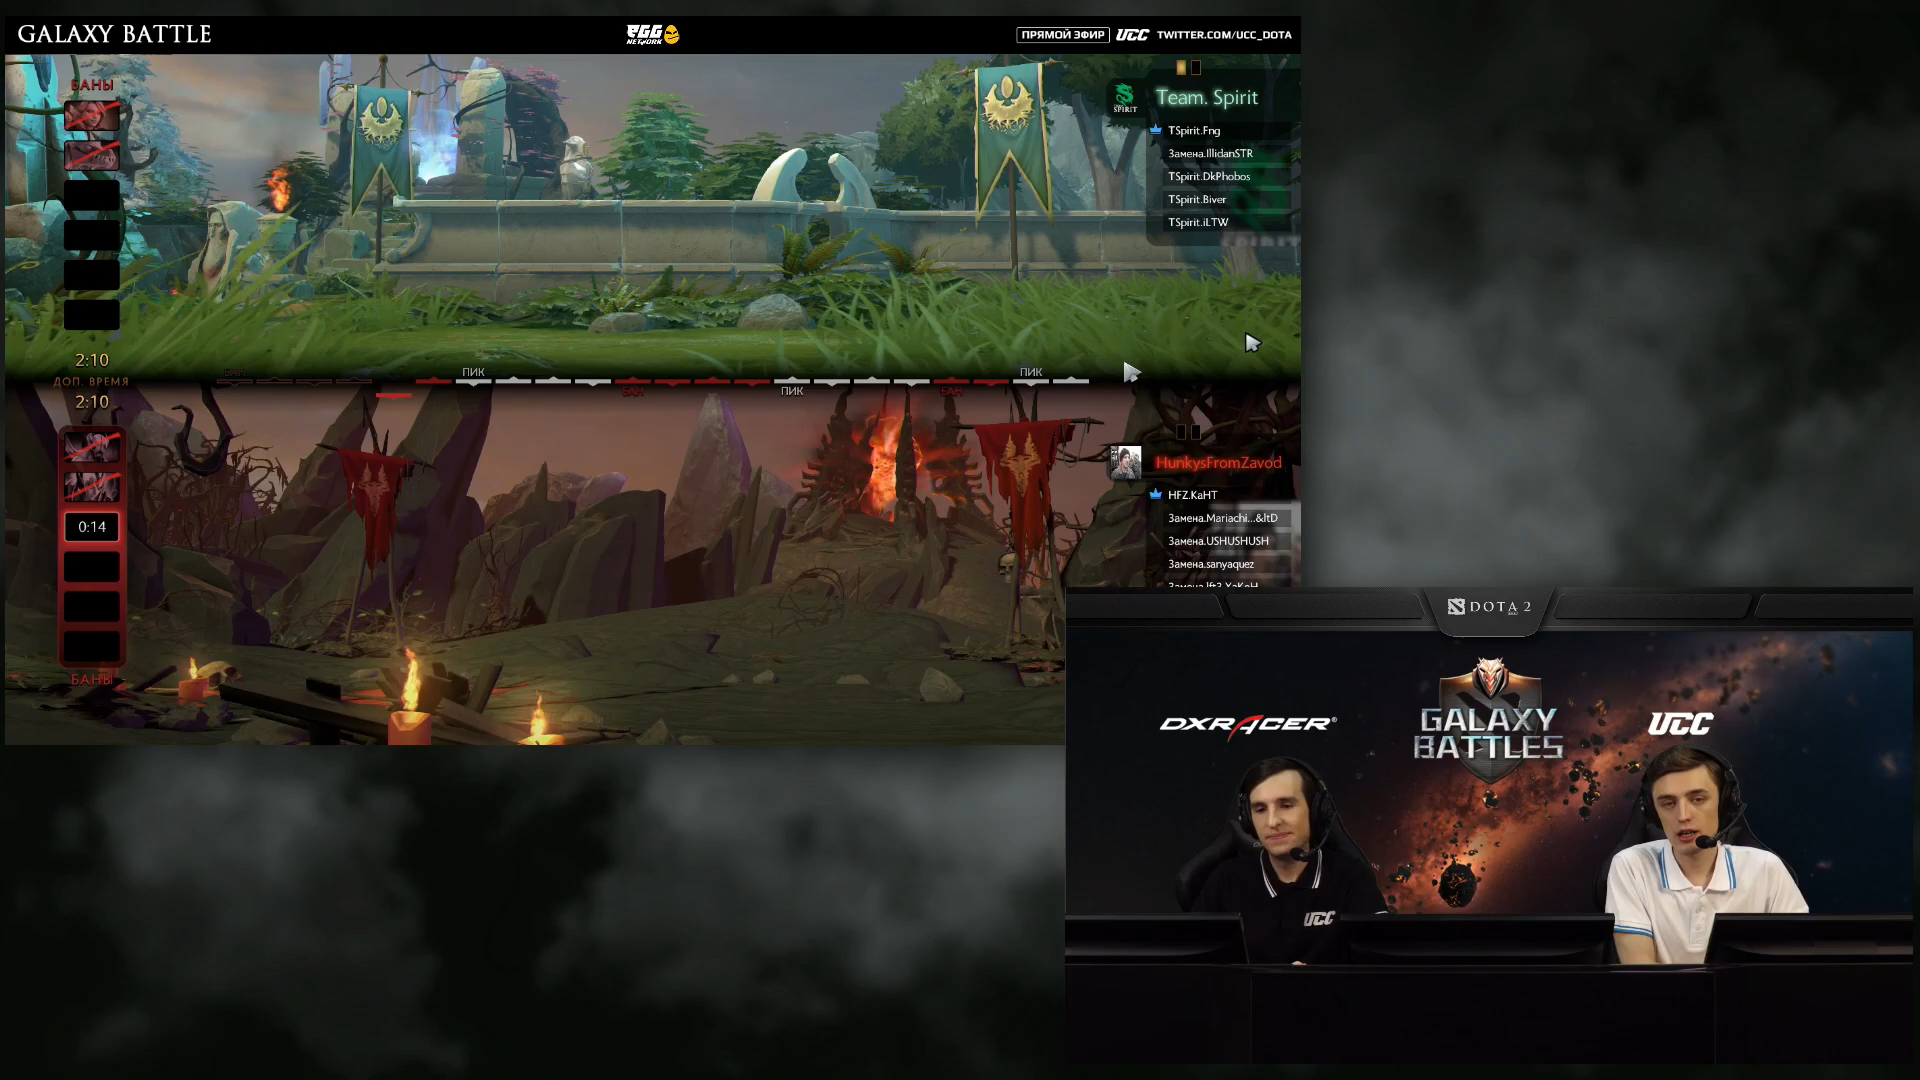 GALAXY BATTLE
EGG NETWORK
ПРЯМОЙ ЭФИР UCC TWITTER.COM/UCC_DOTA
БАНЫ
SPIRIT
Team. Spirit
TSpirit.Fng
Замена.IllidanSTR
TSpirit.DkPhobos
TSpirit.Biver
TSpirit.iLTW
2:10
ДОП. ВРЕМЯ
2:10
БАН
ПИК
БАН
ПИК
БАН
ПИК
HunkysFromZavod
HFZ.KaHT
Замена.Mariachi...&ltD
Замена.USHUSHUSH
Замена.sanyaquez
0:14
БАНЫ
DOTA 2
DXRACER®
GALAXY
BATTLES
UCC
UCC